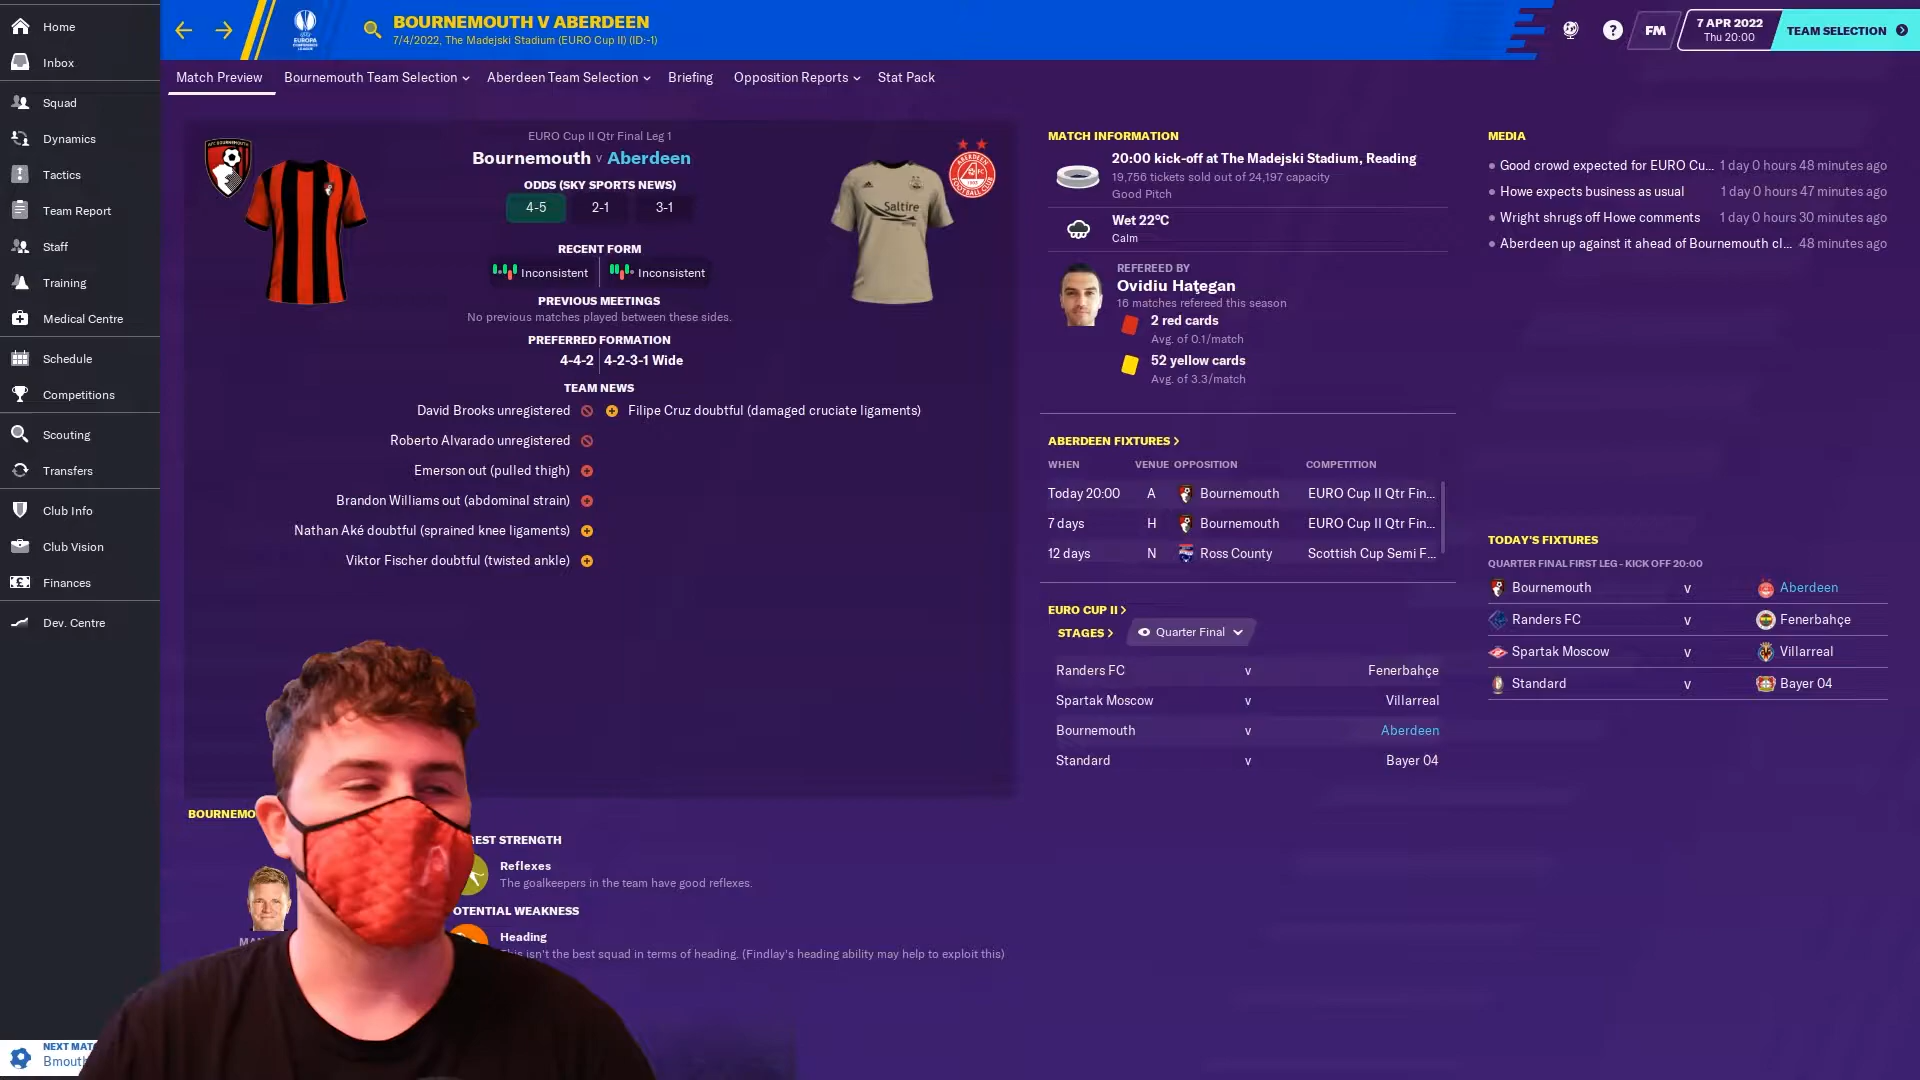 Home
Inbox
Squad
Dynamics
Tactics
Team Report
Staff
Training
Medical Centre
Schedule
Competitions
Scouting
Transfers
Club Info
Club Vision
Finances
Dev. Centre
BOURNEMOUTH V ABERDEEN
7/4/2022, The Madejski Stadium (EURO Cup II) (ID:-1)
FM
7 APR 2022
Thu 20:00
TEAM SELECTION
Match Preview
Bournemouth Team Selection
Aberdeen Team Selection
Briefing
Opposition Reports
Stat Pack
EURO Cup II Qtr Final Leg 1
Bournemouth v Aberdeen
ODDS (SKY SPORTS NEWS)
4-5 2-1 3-1
RECENT FORM
Inconsistent Inconsistent
PREVIOUS MEETINGS
No previous matches played between these sides.
PREFERRED FORMATION
4-4-2 4-2-3-1 Wide
TEAM NEWS
David Brooks unregistered Filipe Cruz doubtful (damaged cruciate ligaments)
Roberto Alvarado unregistered
Emerson out (pulled thigh)
Brandon Williams out (abdominal strain)
Nathan Aké doubtful (sprained knee ligaments)
Viktor Fischer doubtful (twisted ankle)
Saltire
MATCH INFORMATION
20:00 kick-off at The Madejski Stadium, Reading
19,756 tickets sold out of 24,197 capacity
Good Pitch
Wet 22°C
Calm
REFEREED BY
Ovidiu Haţegan
16 matches refereed this season
2 red cards
Avg. of 0.1/match
52 yellow cards
Avg. of 3.3/match
ABERDEEN FIXTURES
WHEN VENUE OPPOSITION COMPETITION
Today 20:00 A Bournemouth EURO Cup II Qtr Fin...
7 days H Bournemouth EURO Cup II Qtr Fin...
12 days N Ross County Scottish Cup Semi F...
EURO CUP II
STAGES Quarter Final
Randers FC v Fenerbahçe
Spartak Moscow v Villarreal
Bournemouth v Aberdeen
Standard v Bayer 04
MEDIA
Good crowd expected for EURO Cu... 1 day 0 hours 48 minutes ago
Howe expects business as usual 1 day 0 hours 47 minutes ago
Wright shrugs off Howe comments 1 day 0 hours 30 minutes ago
Aberdeen up against it ahead of Bournemouth cl... 48 minutes ago
TODAY'S FIXTURES
QUARTER FINAL FIRST LEG - KICK OFF 20:00
Bournemouth v Aberdeen
Randers FC v Fenerbahçe
Spartak Moscow v Villarreal
Standard v Bayer 04
BOURNEMO
GEST STRENGTH
Reflexes
The goalkeepers in the team have good reflexes.
OTENTIAL WEAKNESS
Heading
This isn't the best squad in terms of heading. (Findlay's heading ability may help to exploit this)
MAN
NEXT MATC
Bmouth